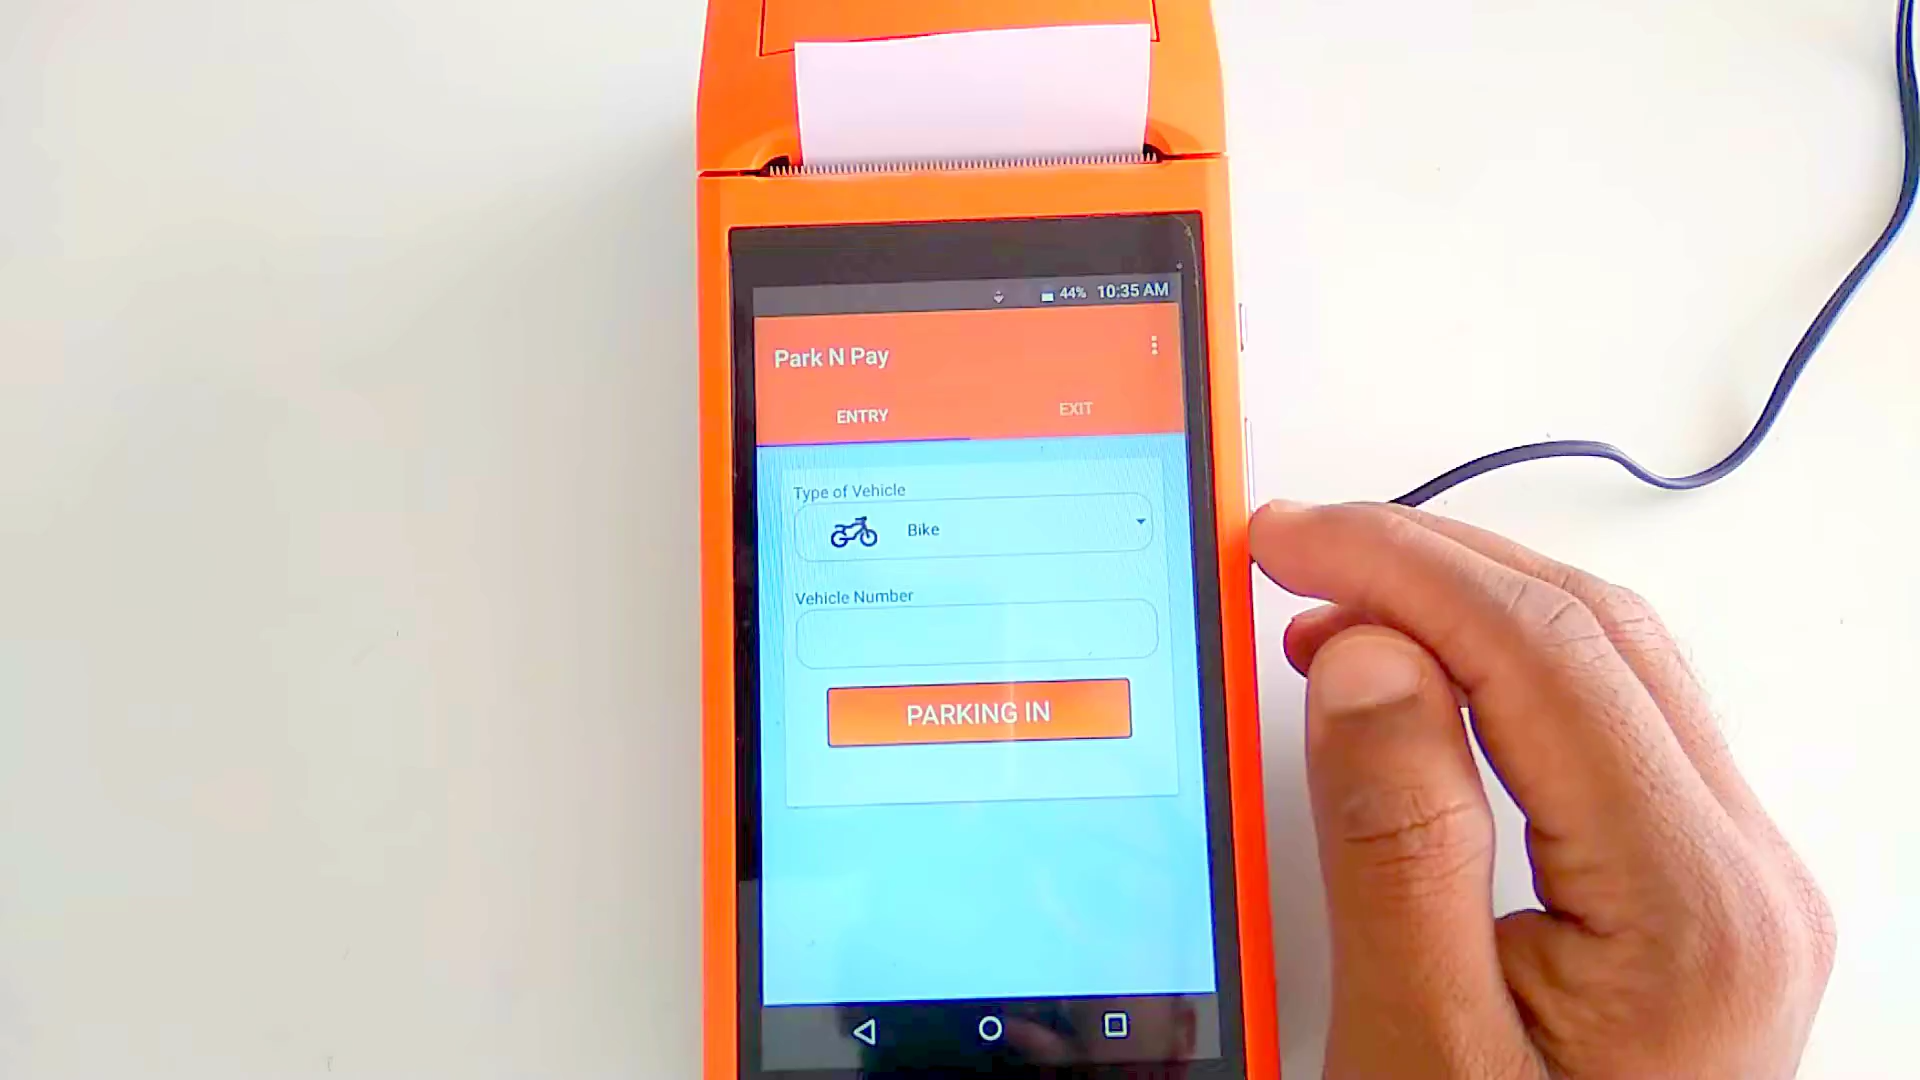 44% 10:35 AM
Park N Pay
ENTRY EXIT
Type of Vehicle
Bike
Vehicle Number
PARKING IN